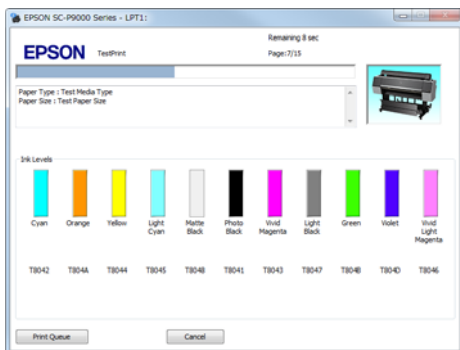 EPSON SC-P9000 Series - LPT1:
Remaining 8 sec
EPSON
TestPrint
Page:7/15
Paper Type : Test Media Type
Paper Size : Test Paper Size
Ink Levels
Cyan
Orange
Yellow
Light
Cyan
Matte
Black
Photo
Black
Vivid
Magenta
Light
Black
Green
Violet
Vivid
Light
Magenta
T8042 T804A T8044 T8045 T8048 T8041 T8043 T8047 T804B T804D T8046
Print Queue
Cancel